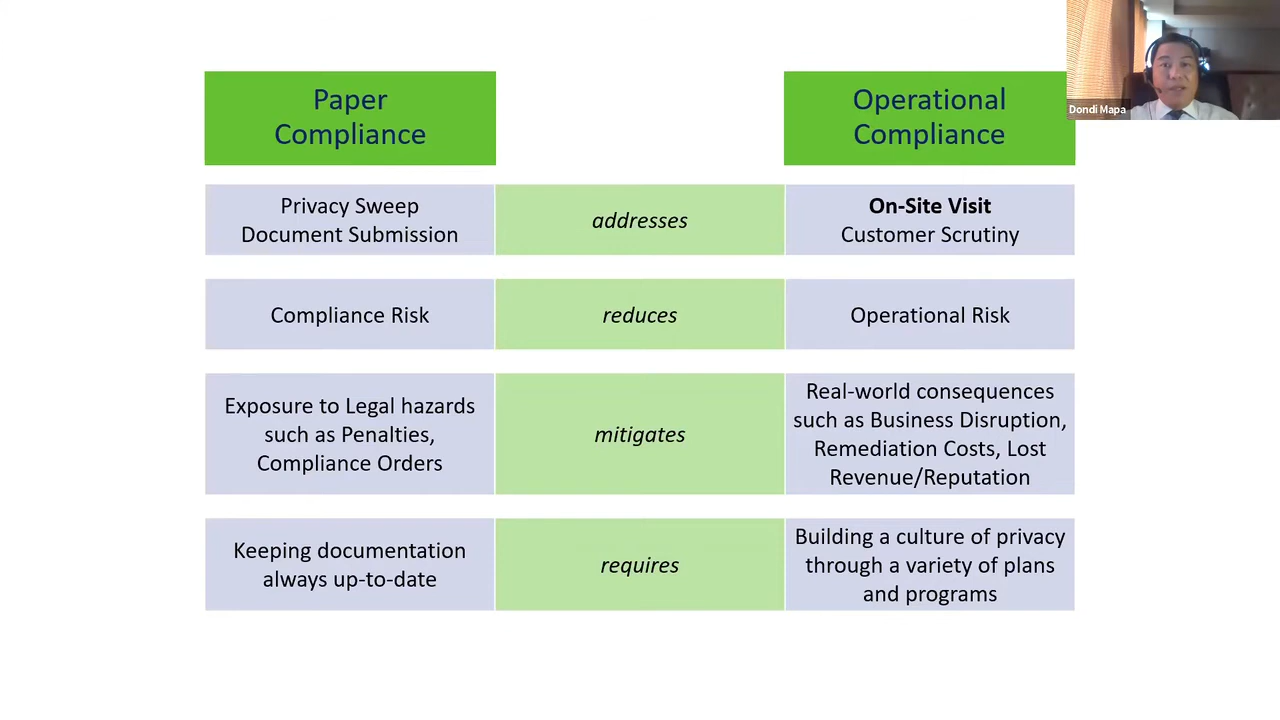 Paper
Compliance
Operational
Compliance
Dondi Mapa
Privacy Sweep
Document Submission
addresses
On-Site Visit
Customer Scrutiny
Compliance Risk
reduces
Operational Risk
Exposure to Legal hazards
such as Penalties,
Compliance Orders
mitigates
Real-world consequences
such as Business Disruption,
Remediation Costs, Lost
Revenue/Reputation
Keeping documentation
always up-to-date
requires
Building a culture of privacy
through a variety of plans
and programs